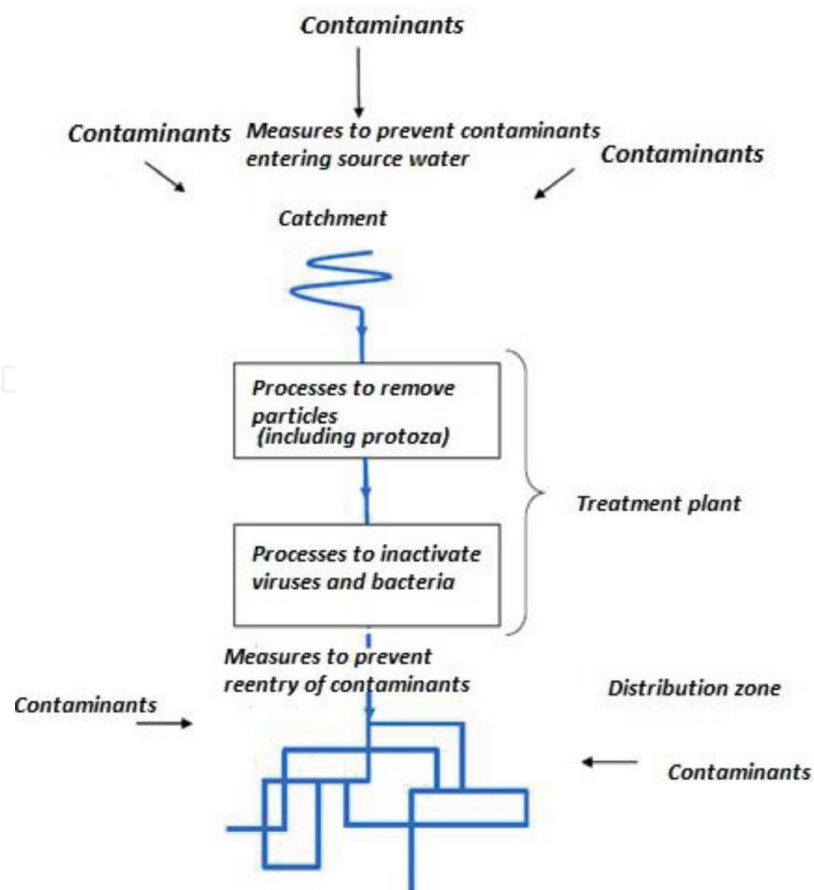 Contaminants
Contaminants
Measures to prevent contaminants
entering source water
Contaminants
Catchment
Processes to remove
particles
(including protoza)
Treatment plant
Processes to inactivate
viruses and bacteria
Measures to prevent
reentry of contaminants
Distribution zone
Contaminants
Contaminants